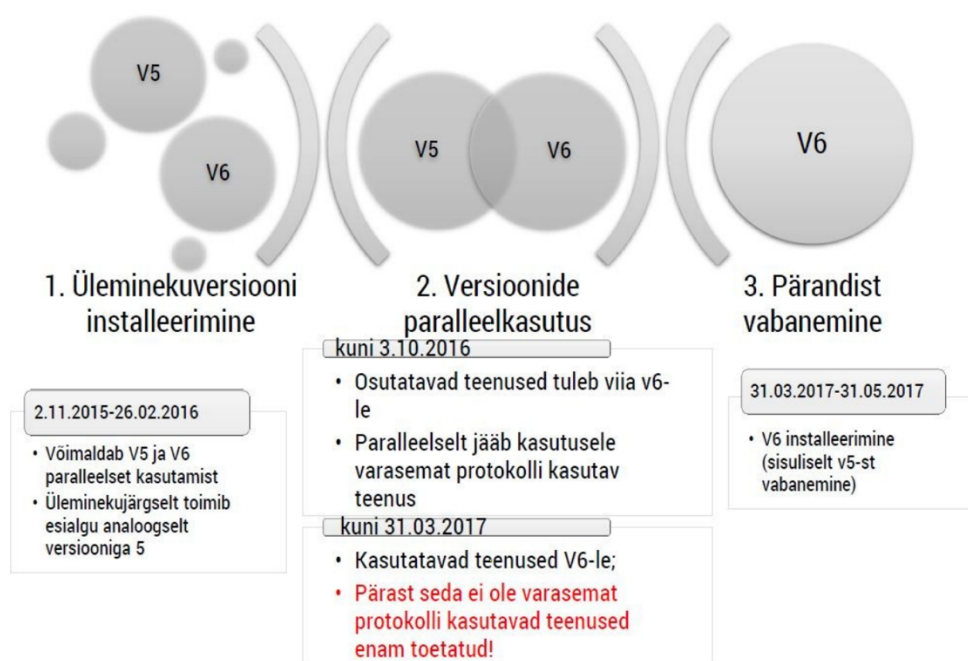 V5
V6
V5
V6
V6
1. Üleminekuversiooni
installeerimine
2.11.2015-26.02.2016
• Võimaldab V5 ja V6
paralleelset kasutamist
• Üleminekujärgselt toimib
esialgu analoogselt
versiooniga 5
2. Versioonide
paralleelkasutus
kuni 3.10.2016
• Osutatavad teenused tuleb viia v6-
le
• Paralleelselt jääb kasutusele
varasemat protokolli kasutav
teenus
kuni 31.03.2017
• Kasutatavad teenused V6-le;
• Pärast seda ei ole varasemat
protokolli kasutavad teenused
enam toetatud!
3. Pärandist
vabanemine
31.03.2017-31.05.2017
• V6 installeerimine
(sisuliselt v5-st
vabanemine)